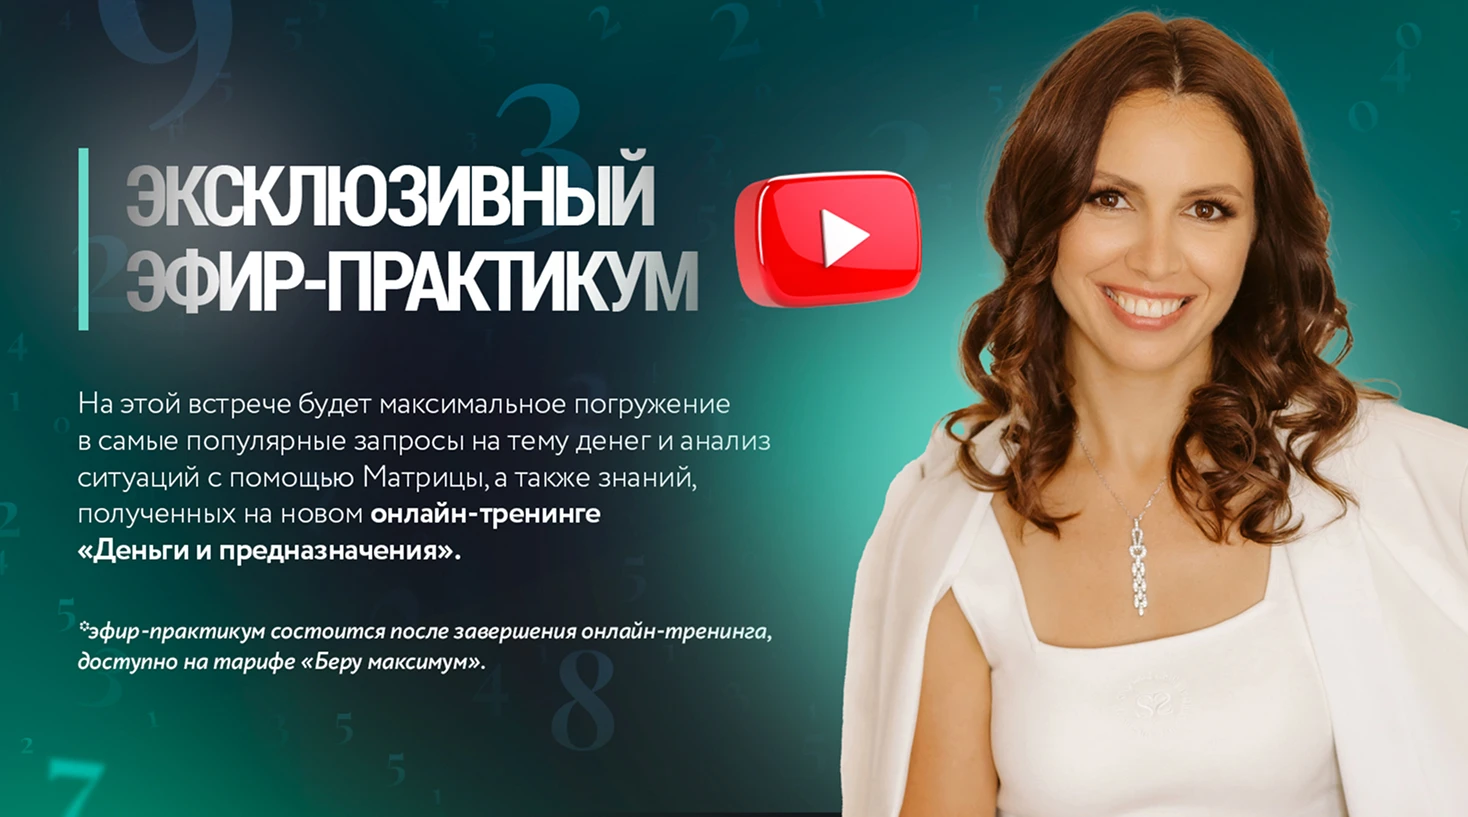 ЭКСКЛЮЗИВНЫЙ
ЭФИР-ПРАКТИКУМ
На этой встрече будет максимальное погружение
в самые популярные запросы на тему денег и анализ
ситуаций с помощью Матрицы, а также знаний,
полученных на новом онлайн-тренинге
«Деньги и предназначения».
*эфир-практикум состоится после завершения онлайн-тренинга,
доступно на тарифе «Беру максимум».